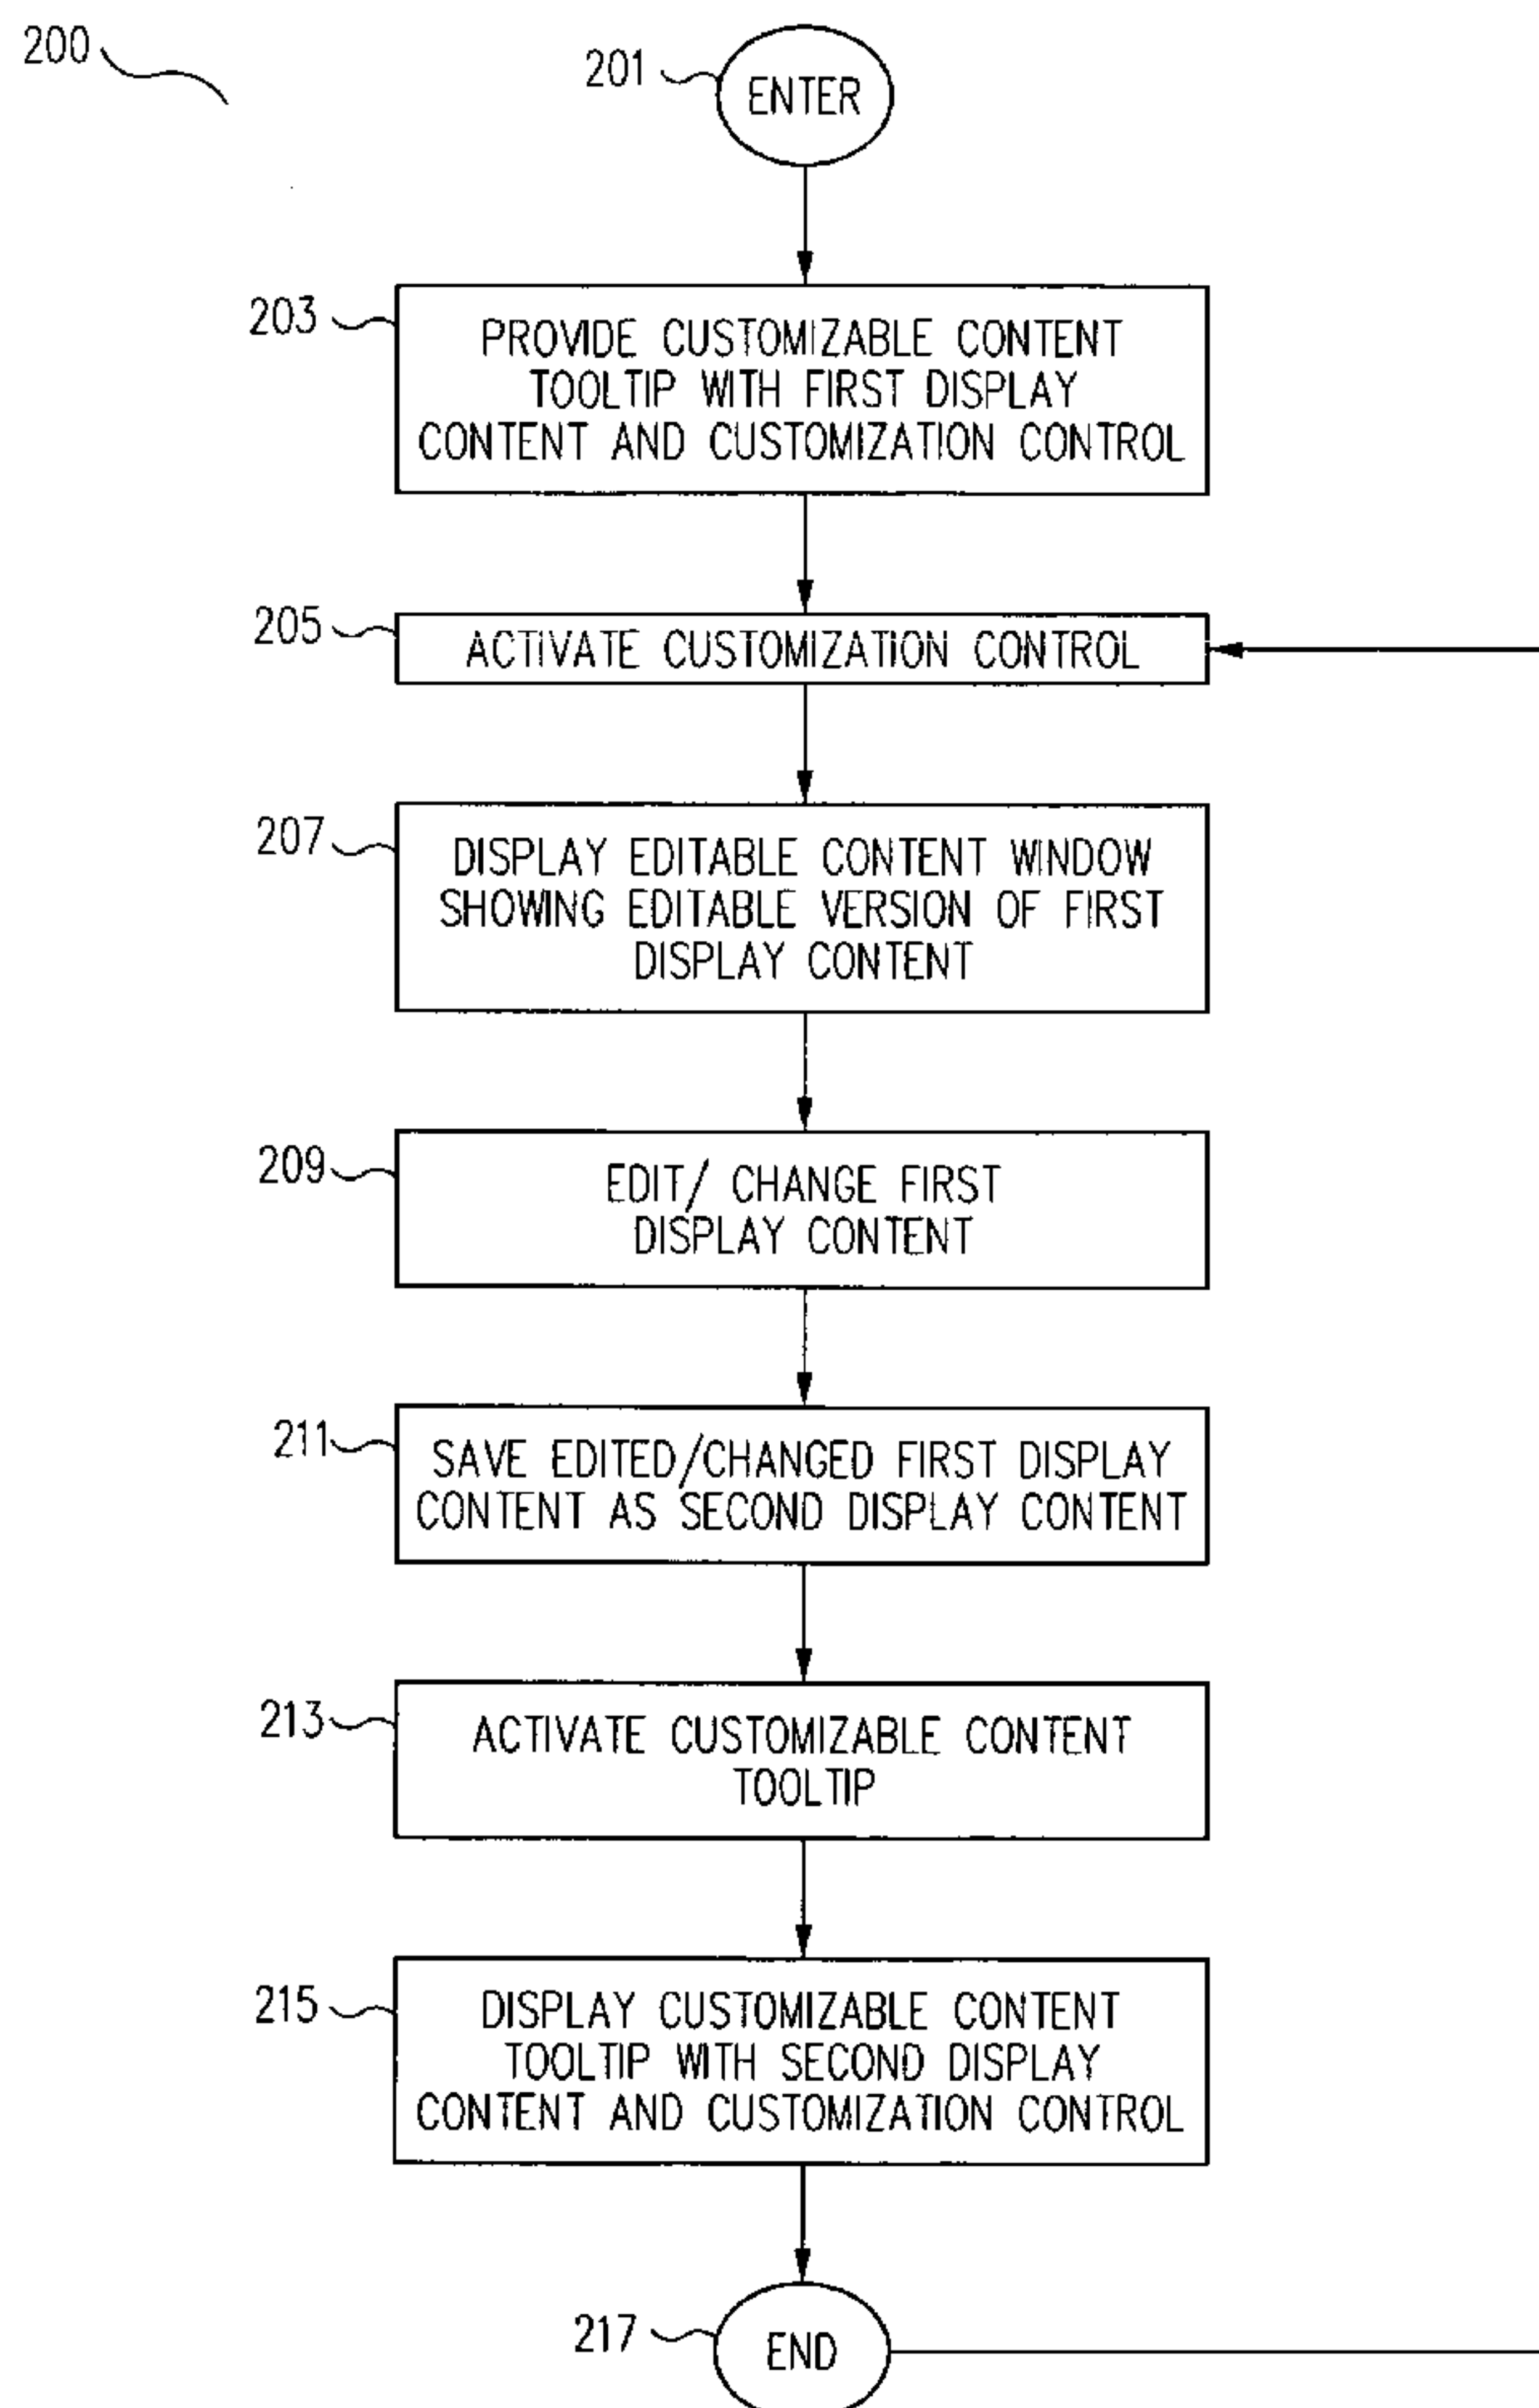 200
201
ENTER
203
PROVIDE CUSTOMIZABLE CONTENT
TOOLTIP WITH FIRST DISPLAY
CONTENT AND CUSTOMIZATION CONTROL
205
ACTIVATE CUSTOMIZATION CONTROL
207
DISPLAY EDITABLE CONTENT WINDOW
SHOWING EDITABLE VERSION OF FIRST
DISPLAY CONTENT
209
EDIT/ CHANGE FIRST
DISPLAY CONTENT
211
SAVE EDITED/CHANGED FIRST DISPLAY
CONTENT AS SECOND DISPLAY CONTENT
213
ACTIVATE CUSTOMIZABLE CONTENT
TOOLTIP
215
DISPLAY CUSTOMIZABLE CONTENT
TOOLTIP WITH SECOND DISPLAY
CONTENT AND CUSTOMIZATION CONTROL
217
END